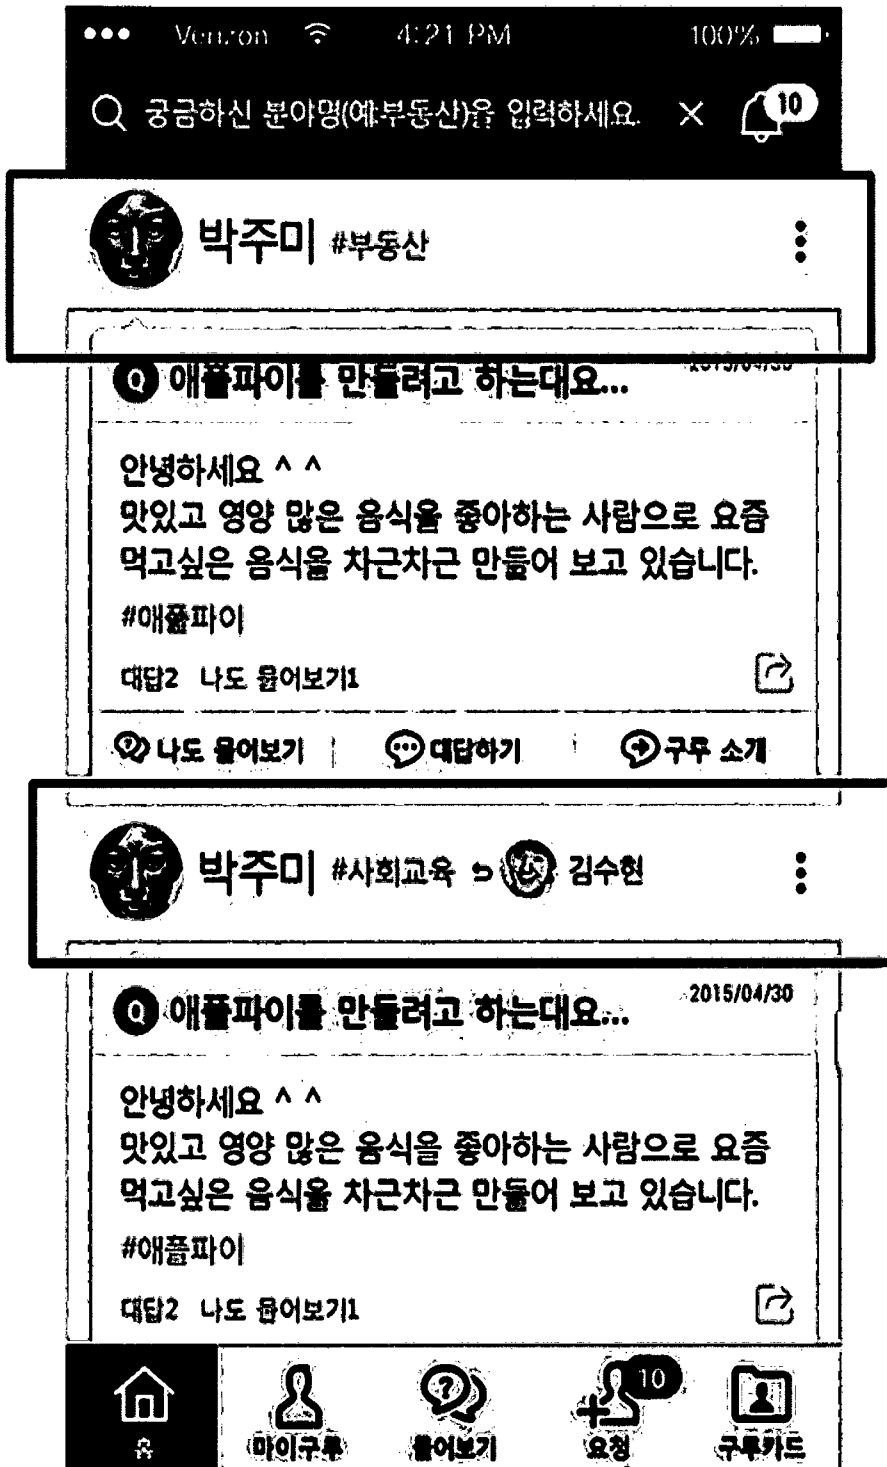 Verizon 4:21 PM 100%
궁금하신 분야명(예:부동산)을 입력하세요. 10
박주미 #부동산
Q 애플파이를 만들려고 하는대요... 2015/04/30
안녕하세요 ^ ^
맛있고 영양 많은 음식을 좋아하는 사람으로 요즘
먹고싶은 음식을 차근차근 만들어 보고 있습니다.
#애플파이
대답2 나도 물어보기1
나도 물어보기 대답하기 구루 소개
박주미 #사회교육 김수현
Q 애플파이를 만들려고 하는대요... 2015/04/30
안녕하세요 ^ ^
맛있고 영양 많은 음식을 좋아하는 사람으로 요즘
먹고싶은 음식을 차근차근 만들어 보고 있습니다.
#애플파이
대답2 나도 물어보기1
10
홈 마이구루 물어보기 요청 구루카드